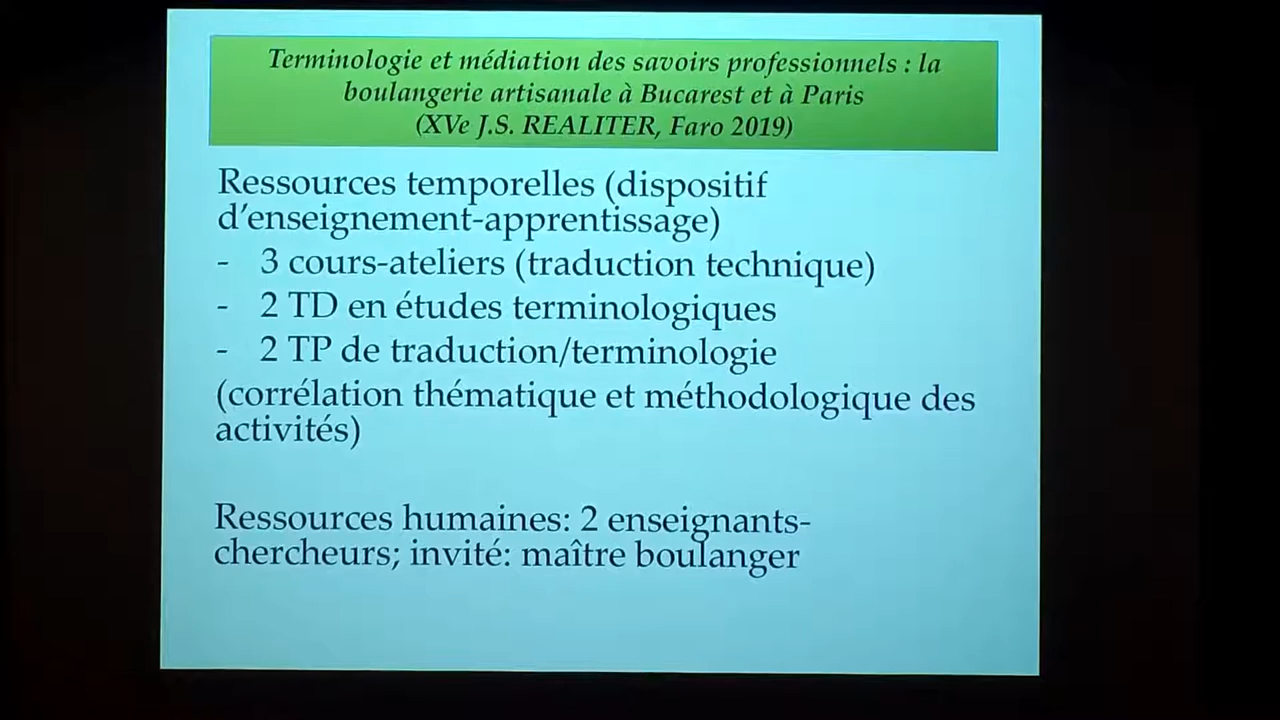 Terminologie et médiation des savoirs professionnels : la
boulangerie artisanale à Bucarest et à Paris
(XVe J.S. REALITER, Faro 2019)
Ressources temporelles (dispositif
d'enseignement-apprentissage)
- 3 cours-ateliers (traduction technique)
- 2 TD en études terminologiques
- 2 TP de traduction/terminologie
(corrélation thématique et méthodologique des
activités)
Ressources humaines: 2 enseignants-
chercheurs; invité: maître boulanger